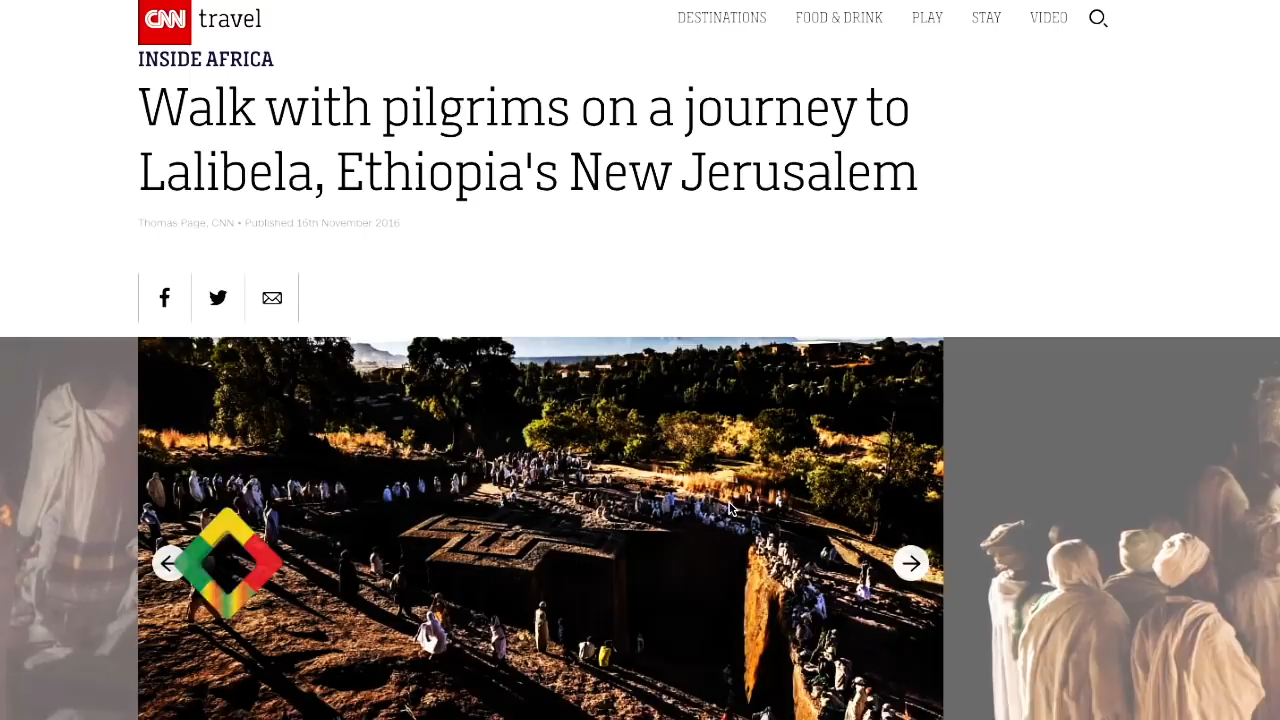 CNN travel
DESTINATIONS FOOD & DRINK PLAY STAY VIDEO
INSIDE AFRICA
Walk with pilgrims on a journey to
Lalibela, Ethiopia's New Jerusalem
Thomas Page, CNN • Published 16th November 2016